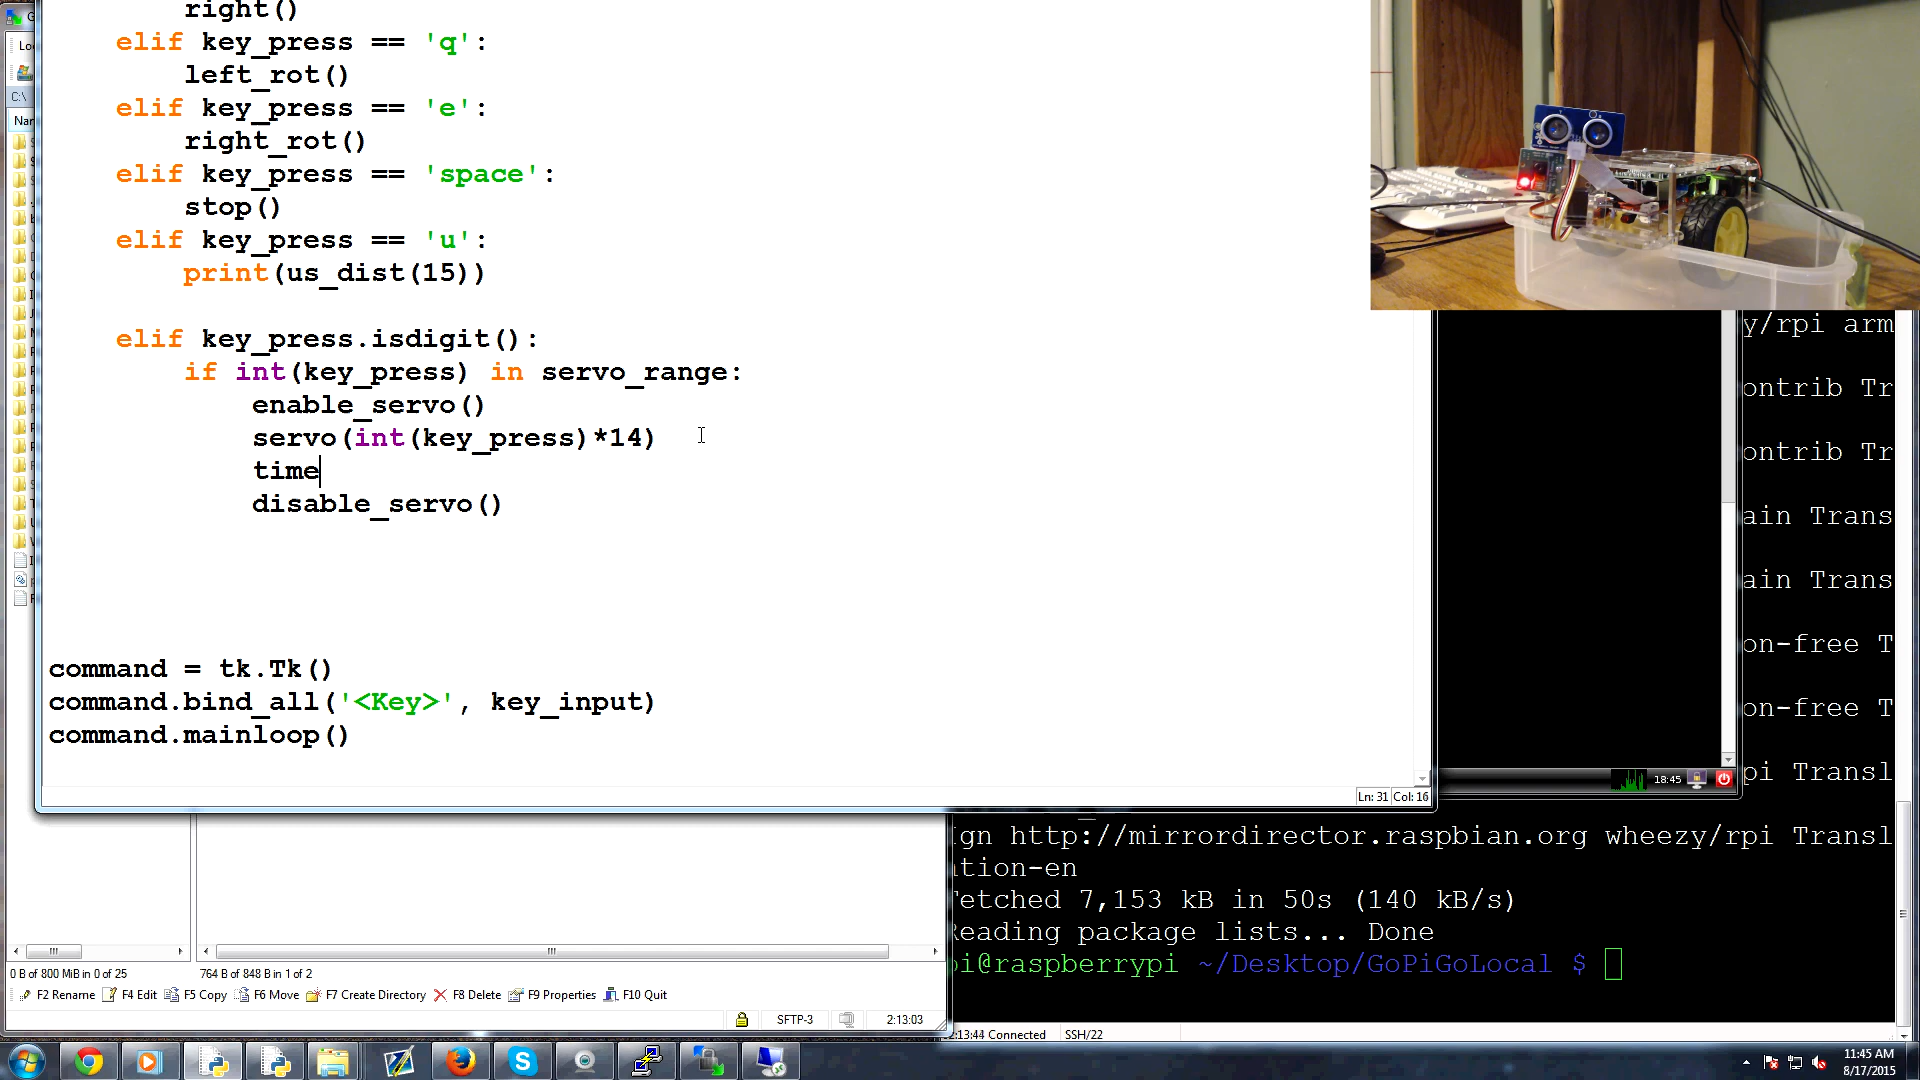 right()
elif key_press == 'q':
left_rot()
elif key_press == 'e':
right_rot()
elif key_press == 'space':
stop()
elif key_press == 'u':
print(us_dist(15))
elif key_press.isdigit():
if int(key_press) in servo_range:
enable_servo()
servo(int(key_press)*14)
time
disable_servo()
command = tk.Tk()
command.bind_all('<Key>', key_input)
command.mainloop()
Ln: 31 Col: 16
C:\
y/rpi arm
ontrib Tr
ontrib Tr
ain Trans
ain Trans
on-free T
on-free T
pi Transl
18:45
ign http://mirrordirector.raspbian.org wheezy/rpi Transl
ation-en
Fetched 7,153 kB in 50s (140 kB/s)
Reading package lists... Done
pi@raspberrypi ~/Desktop/GoPiGoLocal $
0 B of 800 MiB in 0 of 25
764 B of 848 B in 1 of 2
F2 Rename F4 Edit F5 Copy F6 Move F7 Create Directory F8 Delete F9 Properties F10 Quit
SFTP-3 2:13:03
2:13:44 Connected SSH/22
11:45 AM
8/17/2015